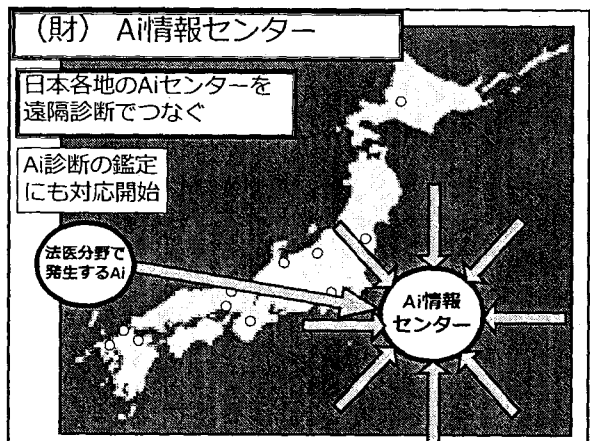 （財） Ai情報センター
日本各地のAiセンターを
遠隔診断でつなぐ
Ai診断の鑑定
にも対応開始
法医分野で
発生するAi
Ai情報
センター